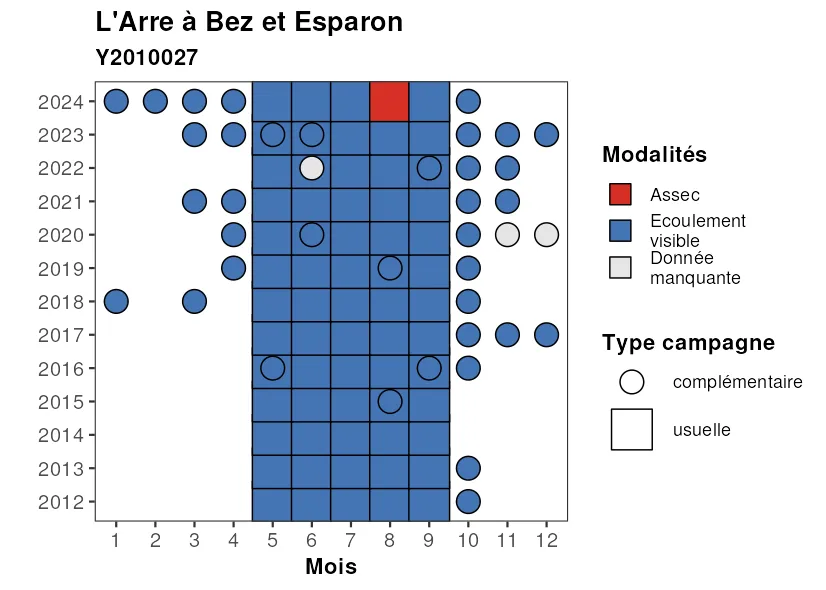 L'Arre à Bez et Esparon
Y2010027
2024
2023
2022
2021
2020
2019
2018
2017
2016
2015
2014
2013
2012
1 2 3 4 5 6 7 8 9 10 11 12
Mois
Modalités
Assec
Ecoulement
visible
Donnée
manquante
Type campagne
complémentaire
usuelle